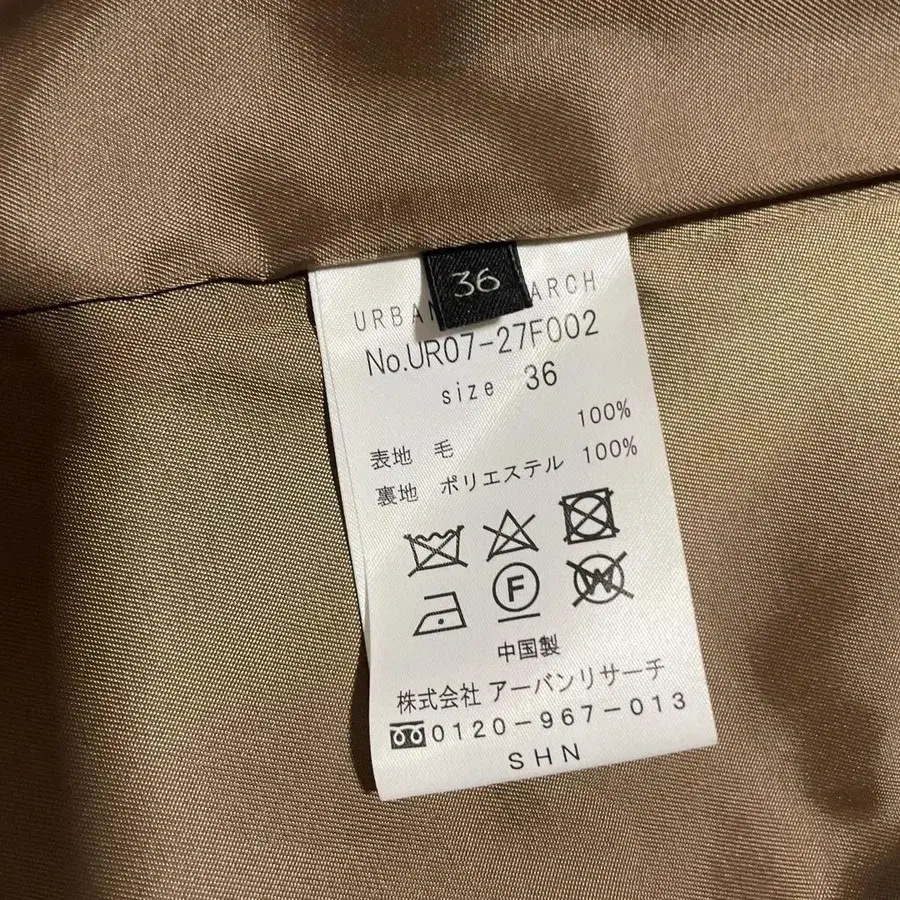 36
URBAN ARCH
No.UR07-27F002
size 36
表地 毛 100%
裏地 ポリエステル 100%
F
W
中国製
株式会社 アーバンリサーチ
0120-967-013
SHN